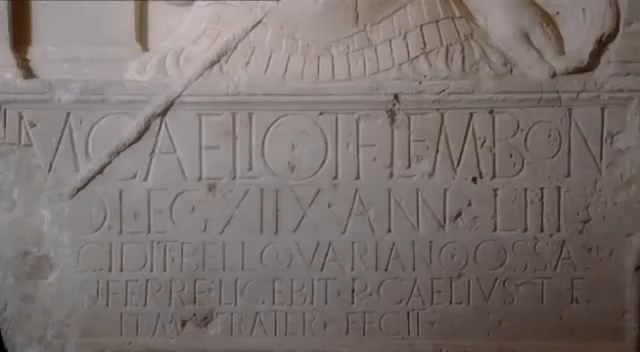 M·CAELIO·T·F·LEM·BON
O·LEG·XIIX·ANN·LIII
CIDIT·BELLO·VARIANO·OSSA
NFERRE·LICEBIT·P·CAELIVS·T·F·
LEM·FRATER·FECIT